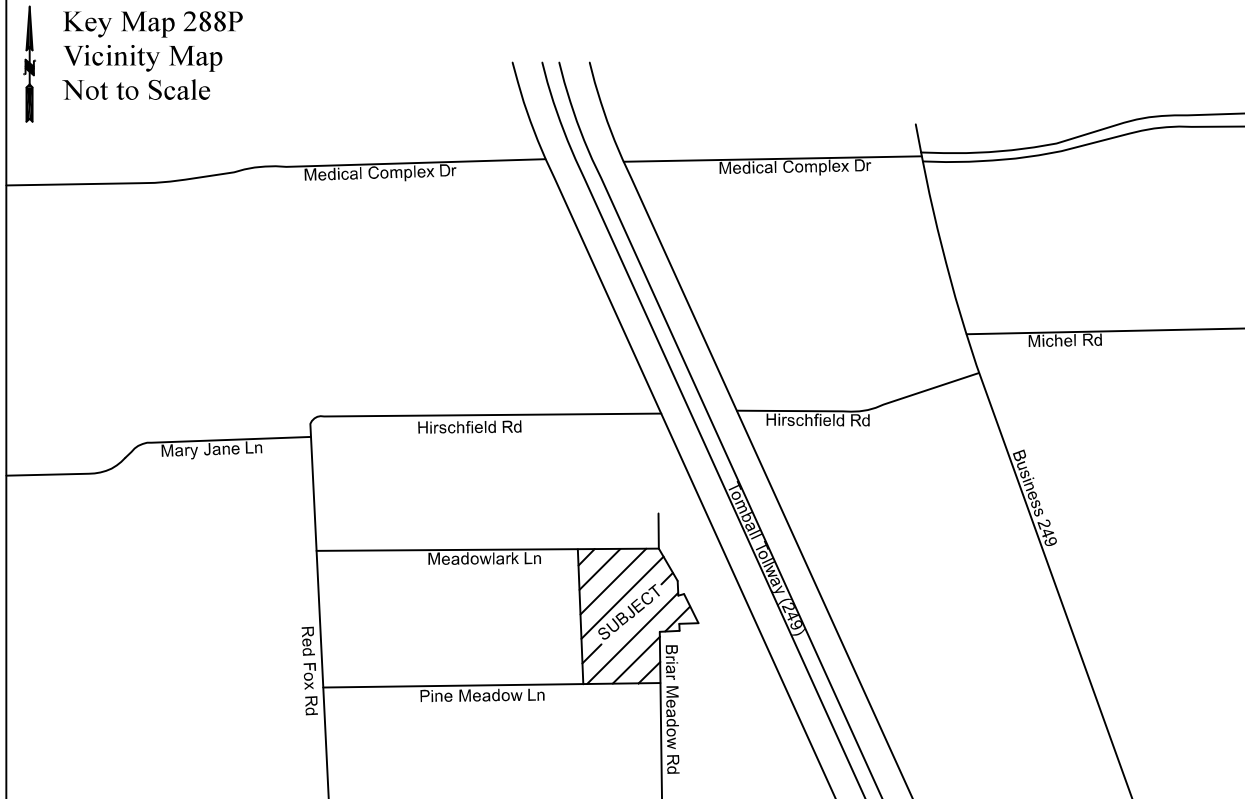 Key Map 288P
N
Vicinity Map
Not to Scale
Medical Complex Dr
Medical Complex Dr
Michel Rd
Hirschfield Rd
Hirschfield Rd
Mary Jane Ln
Business 249
Tomball Tollway (249)
Meadowlark Ln
SUBJECT
Red Fox Rd
Briar Meadow Rd
Pine Meadow Ln